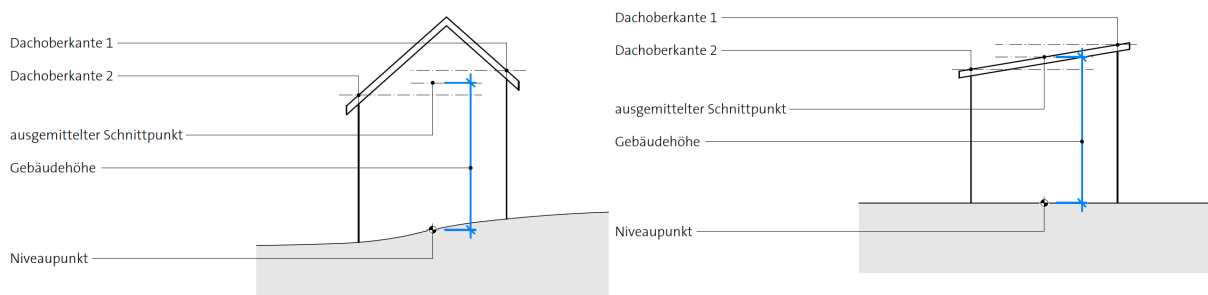 Dachoberkante 1
Dachoberkante 2
ausgemittelter Schnittpunkt
Gebäudehöhe
Niveaupunkt
Dachoberkante 1
Dachoberkante 2
ausgemittelter Schnittpunkt
Gebäudehöhe
Niveaupunkt